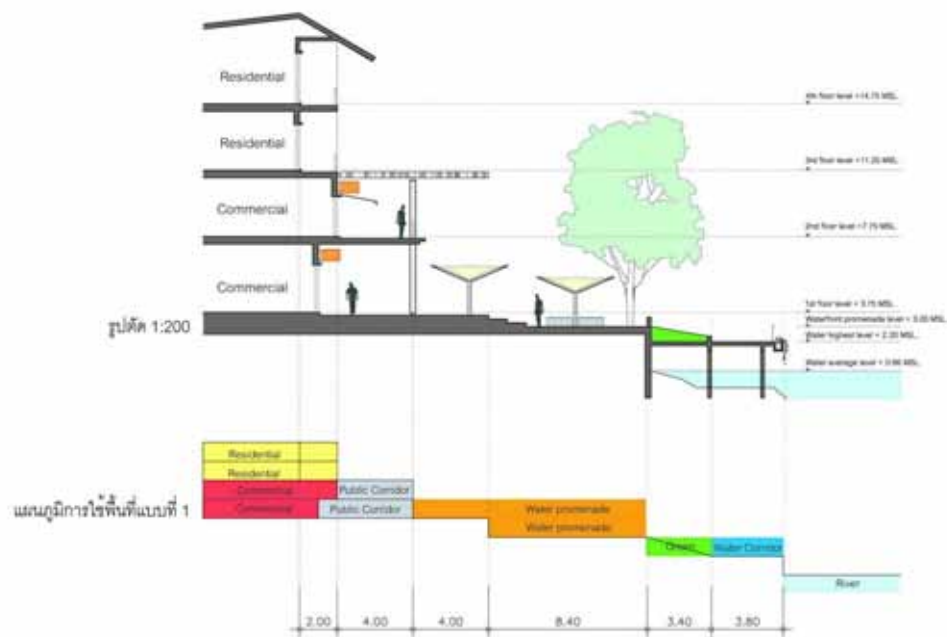 Residential
4th floor level +14.75 MSL.
Residential
3rd floor level +11.25 MSL.
Commercial
2nd floor level +7.75 MSL.
Commercial
1st floor level + 3.75 MSL.
Waterfront promenade level + 3.00 MSL.
รูปตัด 1:200
Water highest level + 2.20 MSL.
Water average level + MSL.
Residential
Residential
Commercial Public Corridor
แผนภูมิการใช้พื้นที่แบบที่ 1
Commercial Public Corridor Water promenade
Water promenade
Green Water Corridor
River
2.00 4.00 4.00 8.40 3.40 3.80